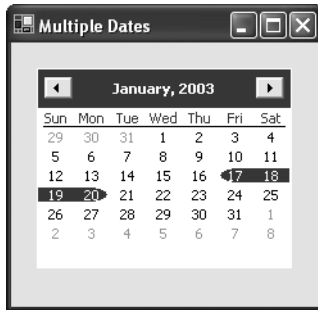 Multiple Dates
January, 2003
Sun Mon Tue Wed Thu Fri Sat
29 30 31 1 2 3 4
5 6 7 8 9 10 11
12 13 14 15 16 17 18
19 20 21 22 23 24 25
26 27 28 29 30 31 1
2 3 4 5 6 7 8